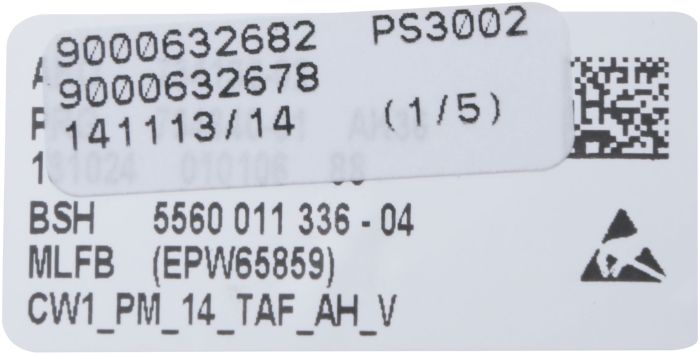 9000632682 PS3002
9000632678
141113/14 (1/5)
BSH 5560 011 336 - 04
MLFB (EPW65859)
CW1_PM_14_TAF_AH_V